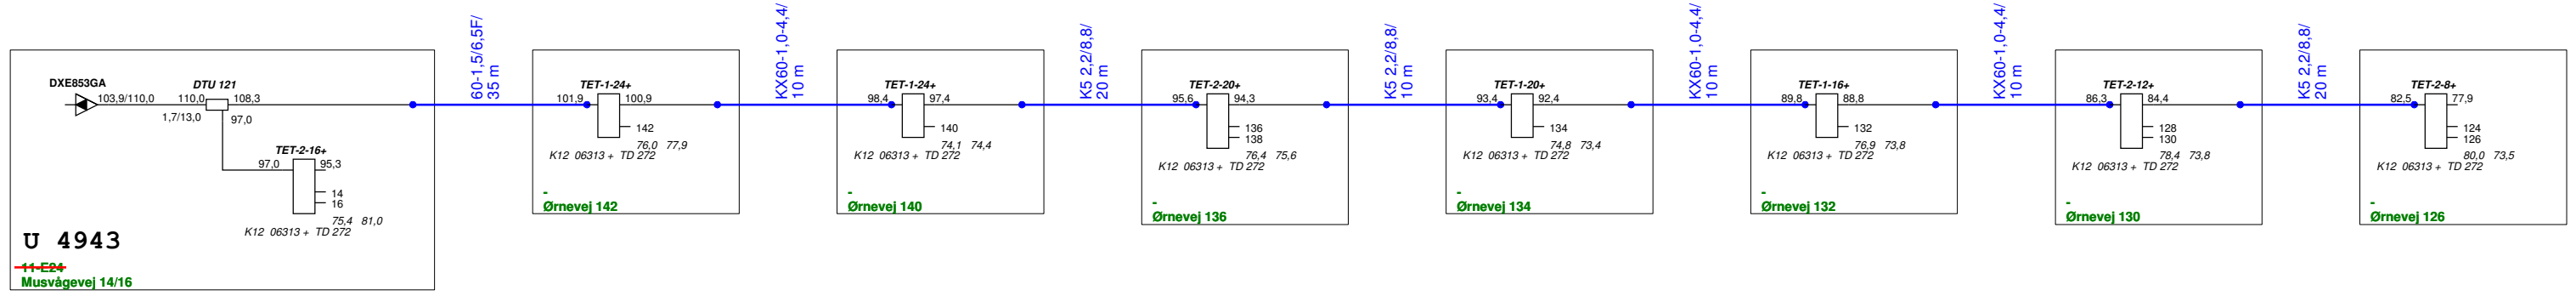 DXE853GA
103,9/110,0
DTU 121
110,0
108,3
1,7/13,0
97,0
TET-2-16+
97,0
95,3
14
16
75,4 81,0
K12 06313 + TD 272
U 4943
11-E24
Musvågevej 14/16
60-1,5/6,5F/
35 m
TET-1-24+
101,9
100,9
142
76,0 77,9
K12 06313 + TD 272
-
Ørnevej 142
KX60-1,0-4,4/
10 m
TET-1-24+
98,4
97,4
140
74,1 74,4
K12 06313 + TD 272
-
Ørnevej 140
K5 2,2/8,8/
20 m
TET-2-20+
95,6
94,3
136
138
76,4 75,6
K12 06313 + TD 272
-
Ørnevej 136
K5 2,2/8,8/
10 m
TET-1-20+
93,4
92,4
134
74,8 73,4
K12 06313 + TD 272
-
Ørnevej 134
KX60-1,0-4,4/
10 m
TET-1-16+
89,8
88,8
132
76,9 73,8
K12 06313 + TD 272
-
Ørnevej 132
KX60-1,0-4,4/
10 m
TET-2-12+
86,3
84,4
128
130
78,4 73,8
K12 06313 + TD 272
-
Ørnevej 130
K5 2,2/8,8/
20 m
TET-2-8+
82,5
77,9
124
126
80,0 73,5
K12 06313 + TD 272
-
Ørnevej 126